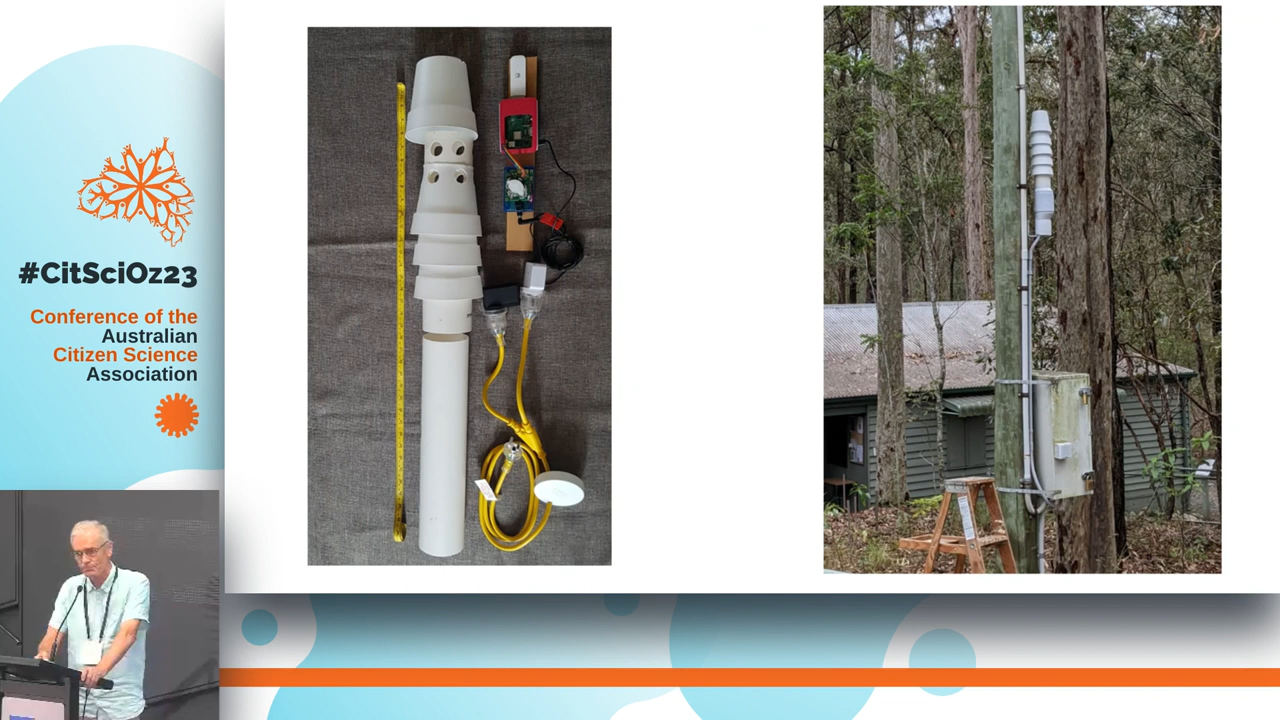 #CitSciOz23
Conference of the
Australian
Citizen Science
Association